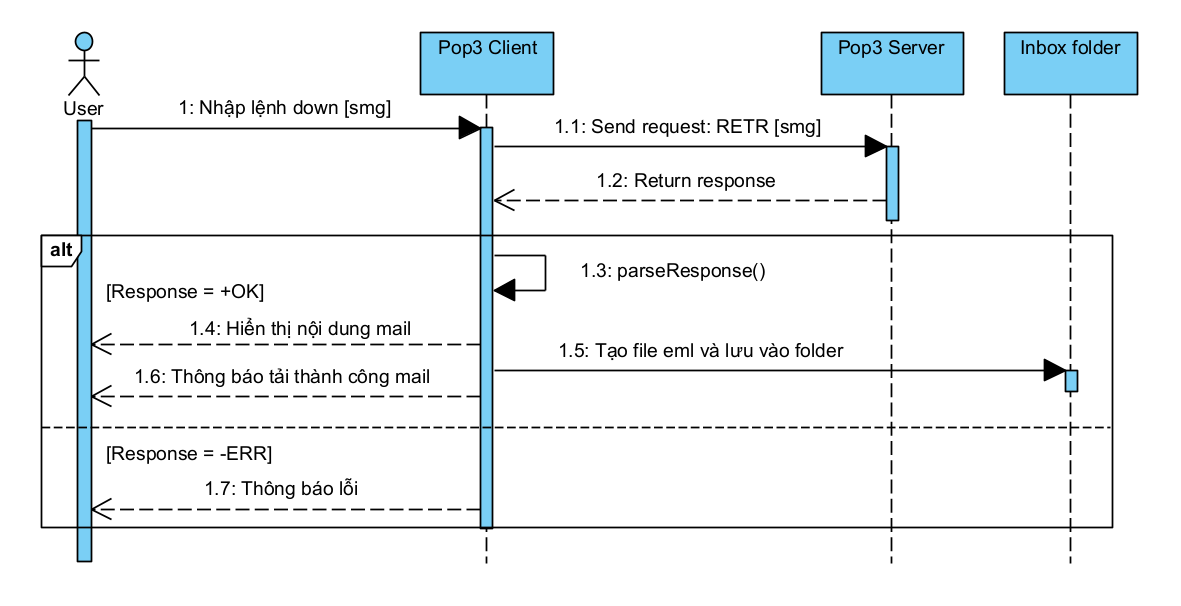 Pop3 Client
Pop3 Server
Inbox folder
User
1: Nhập lệnh down [smg]
1.1: Send request: RETR [smg]
1.2: Return response
alt
1.3: parseResponse()
[Response = +OK]
1.4: Hiển thị nội dung mail
1.5: Tạo file eml và lưu vào folder
1.6: Thông báo tải thành công mail
[Response = -ERR]
1.7: Thông báo lỗi